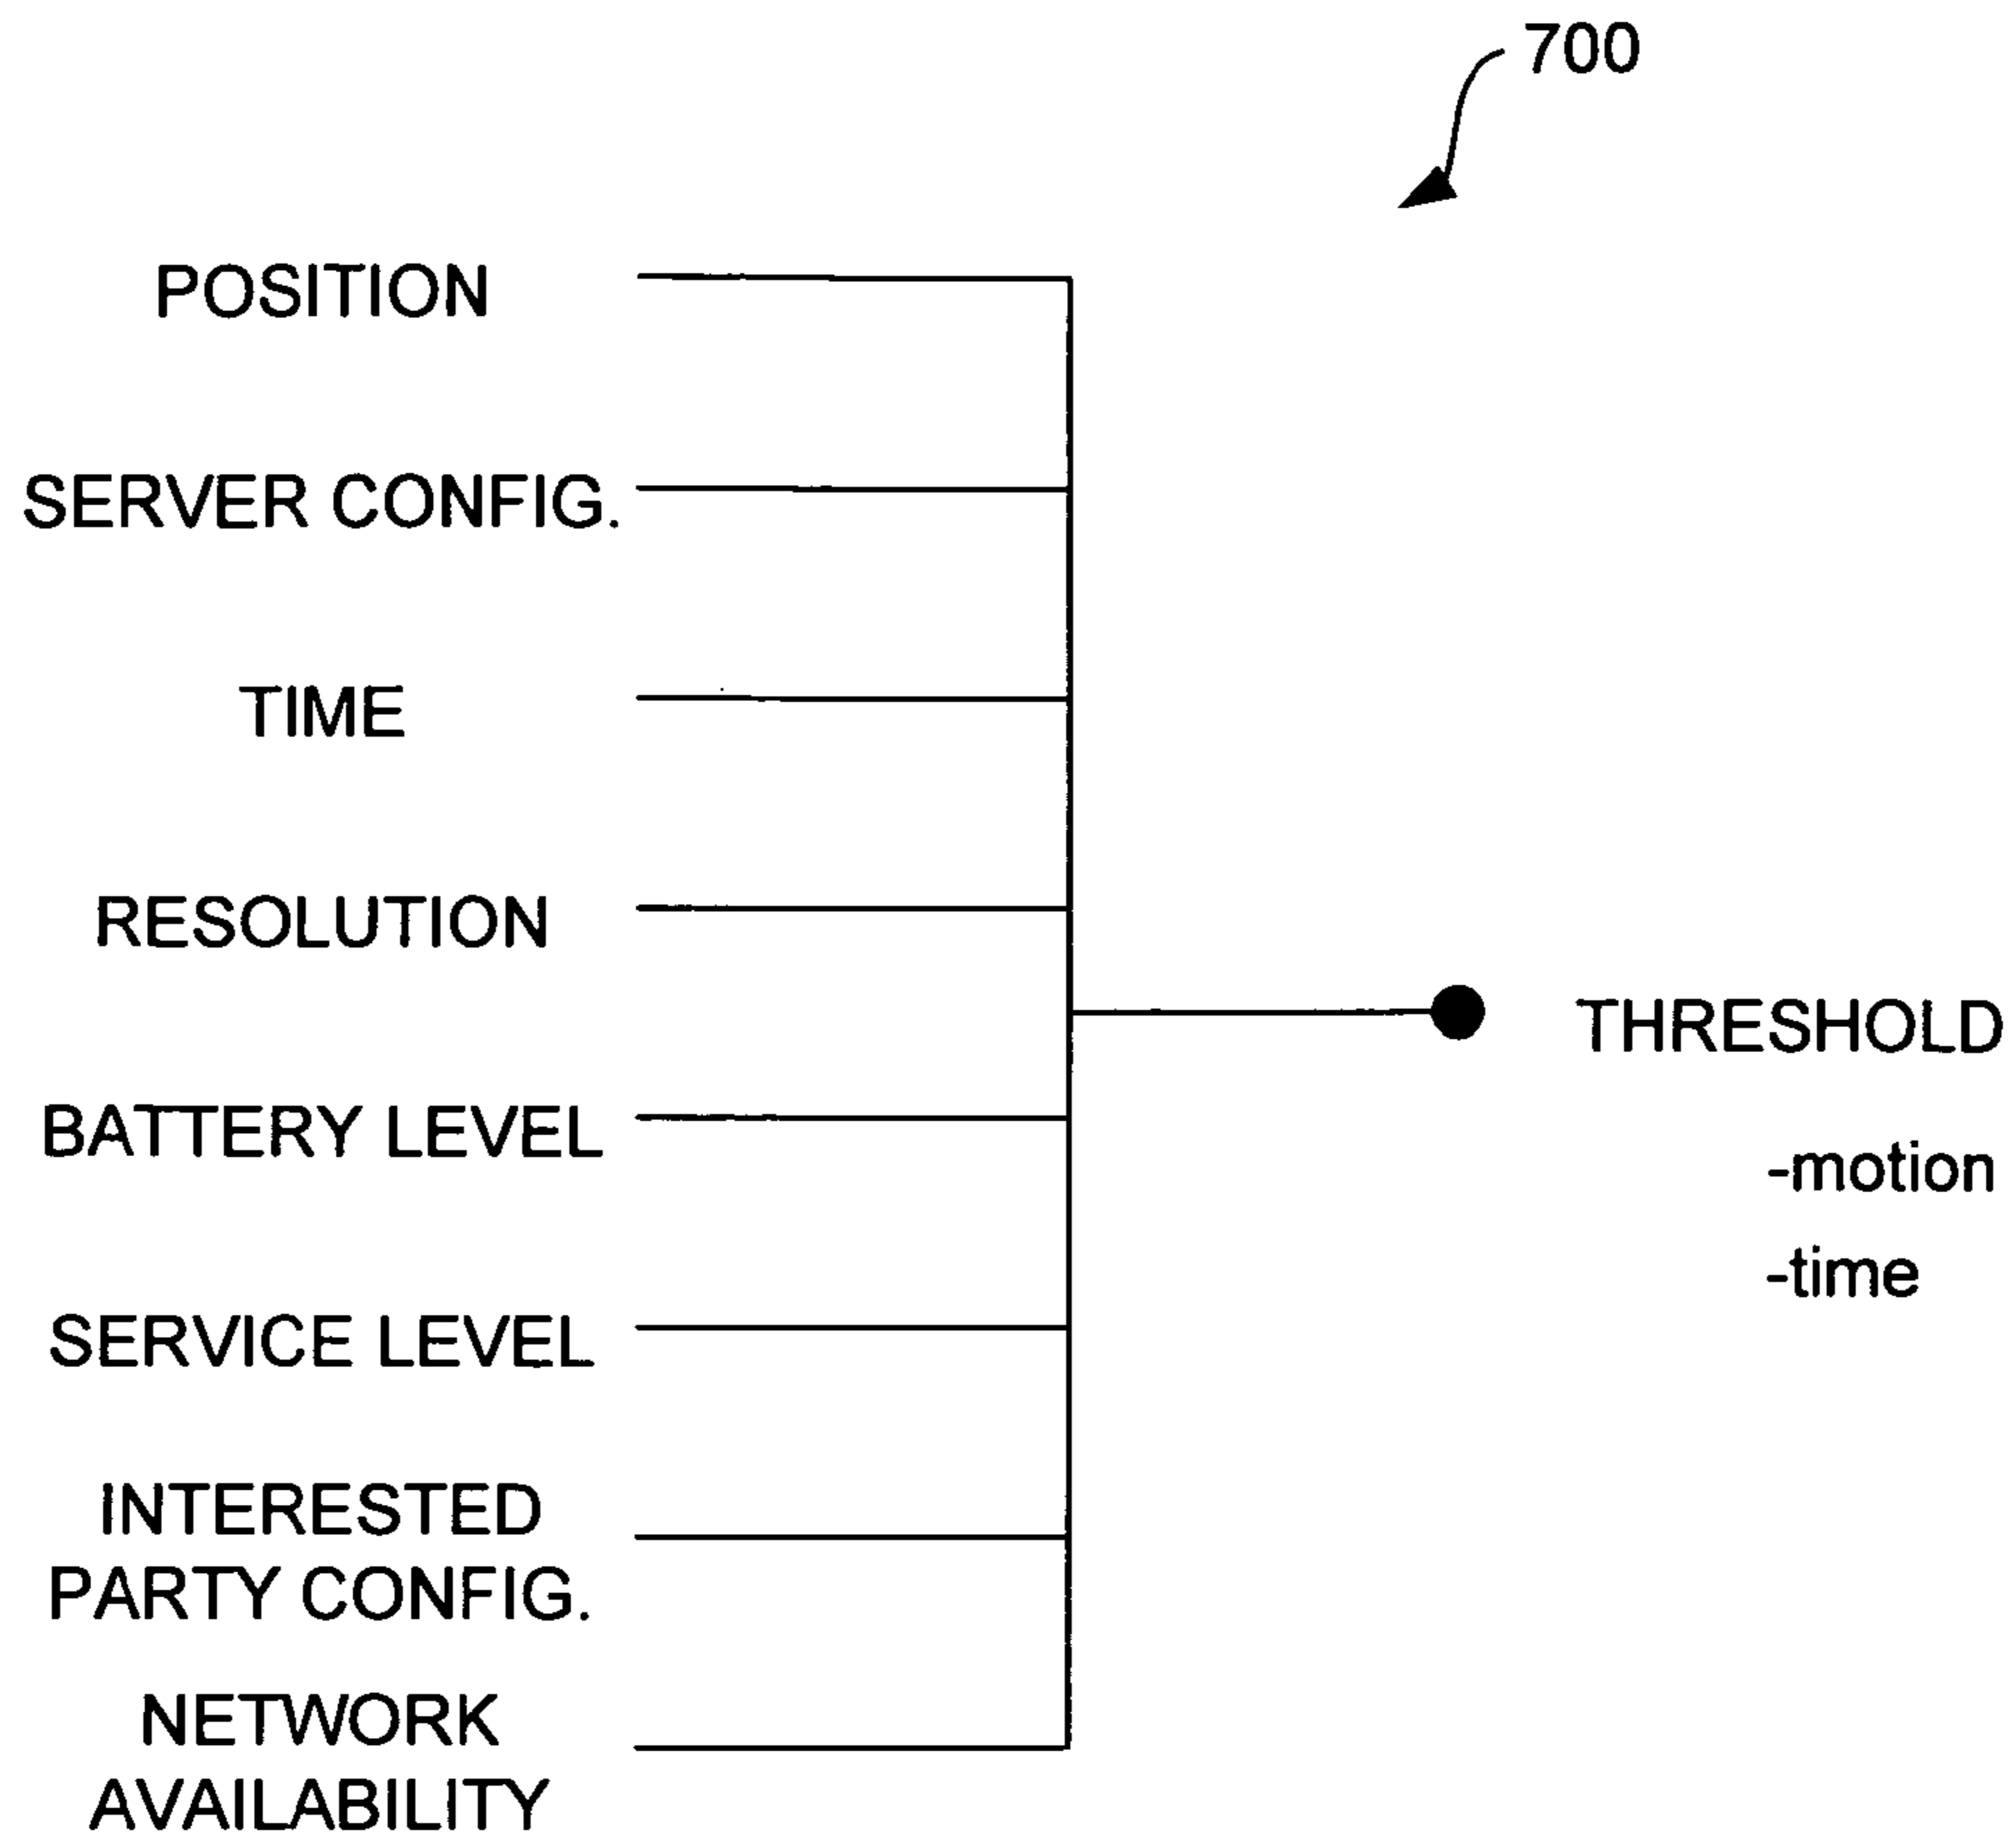 700
POSITION
SERVER CONFIG.
TIME
RESOLUTION
THRESHOLD
-motion
-time
BATTERY LEVEL
SERVICE LEVEL
INTERESTED
PARTY CONFIG.
NETWORK
AVAILABILITY